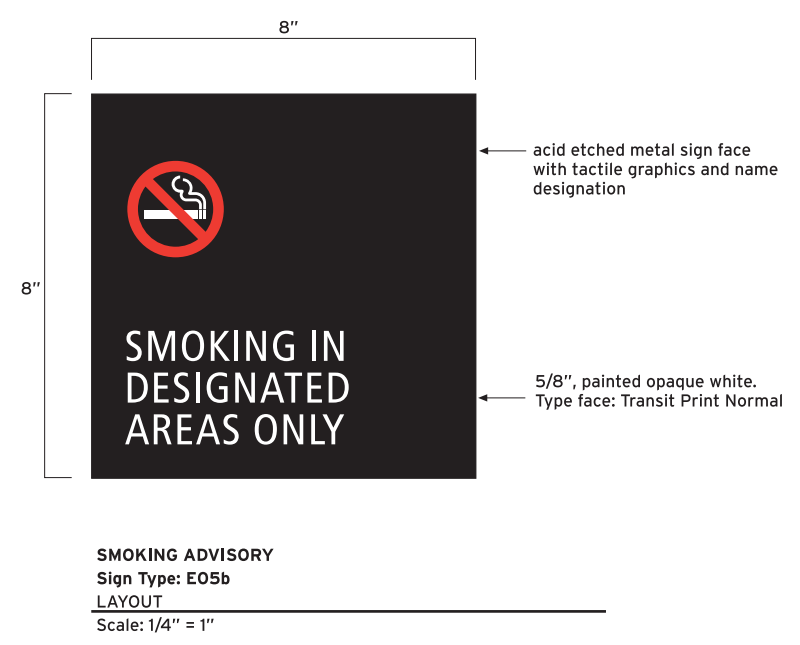 8”
acid etched metal sign face
with tactile graphics and name
designation
8”
SMOKING IN
DESIGNATED
AREAS ONLY
5/8”, painted opaque white.
Type face: Transit Print Normal
SMOKING ADVISORY
Sign Type: E05b
LAYOUT
Scale: 1/4” = 1”